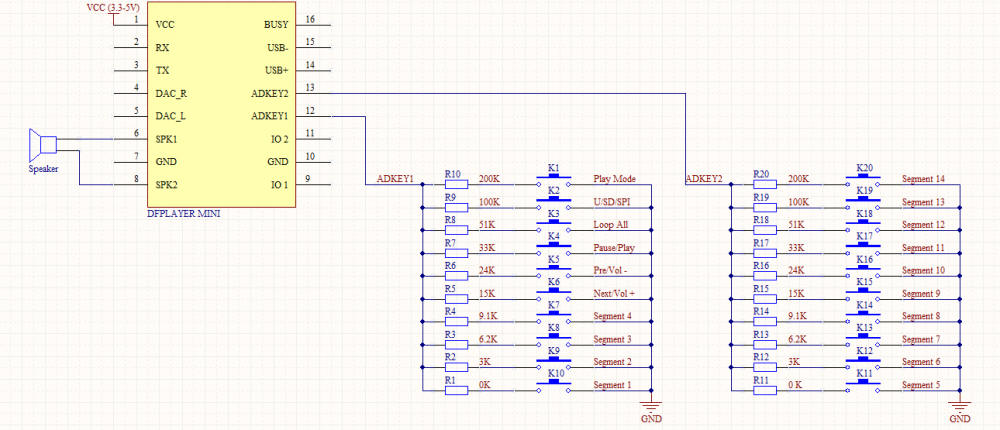 VCC (3.3-5V)
1 VCC BUSY 16
2 RX USB- 15
3 TX USB+ 14
4 DAC_R ADKEY2 13
5 DAC_L ADKEY1 12
6 SPK1 IO 2 11
7 GND GND 10
8 SPK2 IO 1 9
Speaker
DFPLAYER MINI
ADKEY1
R10 200K K1 Play Mode
R9 100K K2 U/SD/SPI
R8 51K K3 Loop All
R7 33K K4 Pause/Play
R6 24K K5 Pre/Vol -
R5 15K K6 Next/Vol +
R4 9.1K K7 Segment 4
R3 6.2K K8 Segment 3
R2 3K K9 Segment 2
R1 0K K10 Segment 1
GND
ADKEY2
R20 200K K20 Segment 14
R19 100K K19 Segment 13
R18 51K K18 Segment 12
R17 33K K17 Segment 11
R16 24K K16 Segment 10
R15 15K K15 Segment 9
R14 9.1K K14 Segment 8
R13 6.2K K13 Segment 7
R12 3K K12 Segment 6
R11 0 K K11 Segment 5
GND